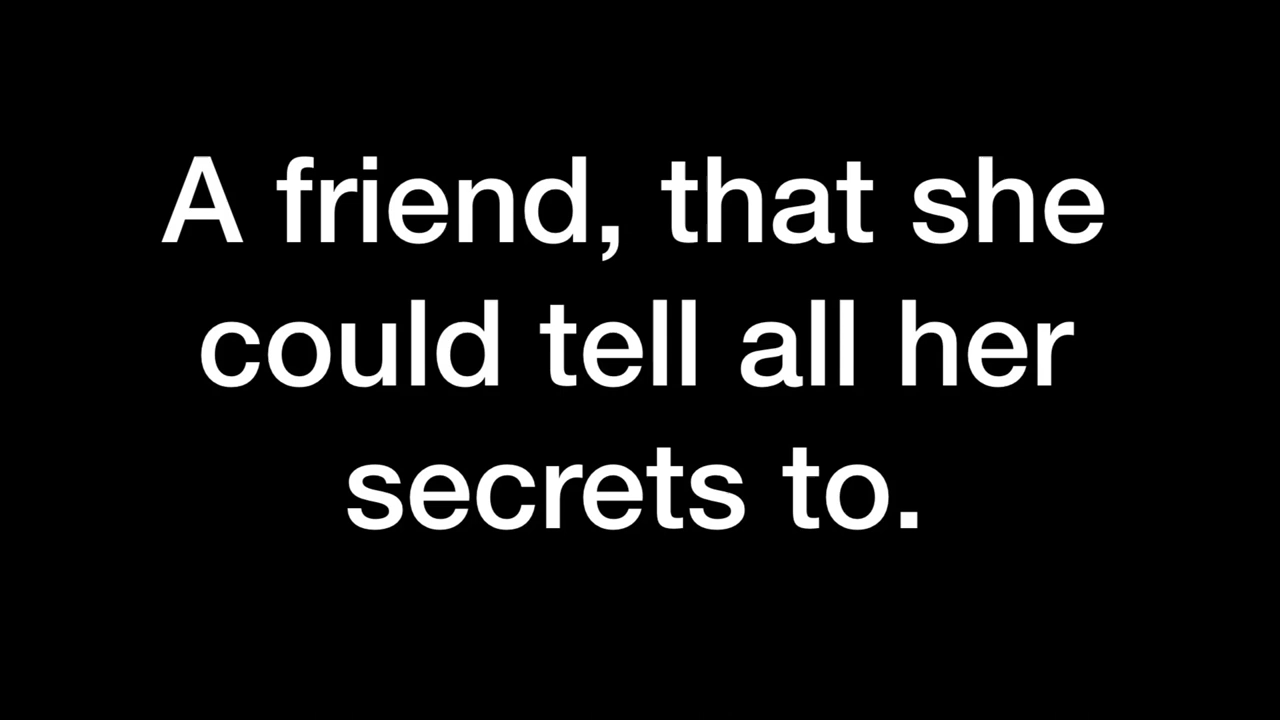 A friend, that she
could tell all her
secrets to.